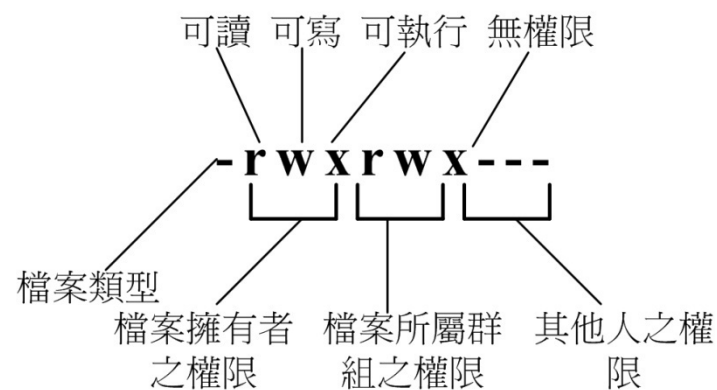 可讀 可寫 可執行 無權限
-rwxrwx---
檔案類型
檔案擁有者
之權限
檔案所屬群
組之權限
其他人之權
限